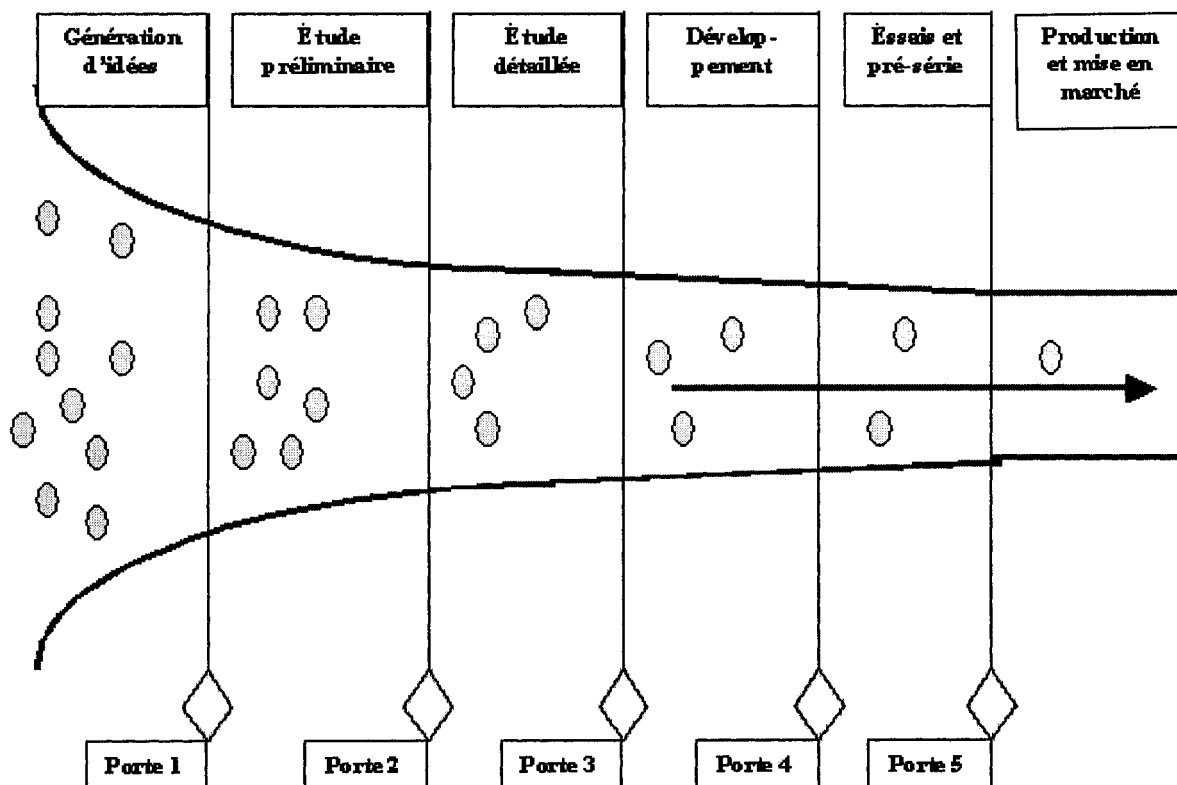 Génération
d'idées
Étude
préliminaire
Étude
détaillée
Dévelop-
pement
Essais et
pré-série
Production
et mise en
marché
Porte 1
Porte 2
Porte 3
Porte 4
Porte 5